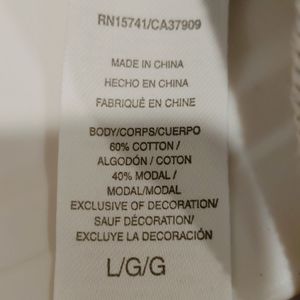 RN15741/CA37909
MADE IN CHINA
HECHO EN CHINA
FABRIQUÉ EN CHINE
BODY/CORPS/CUERPO
60% COTTON/
ALGODÓN / COTON
40% MODAL /
MODAL/MODAL
EXCLUSIVE OF DECORATION/
SAUF DÉCORATION/
EXCLUYE LA DECORACIÓN
L/G/G